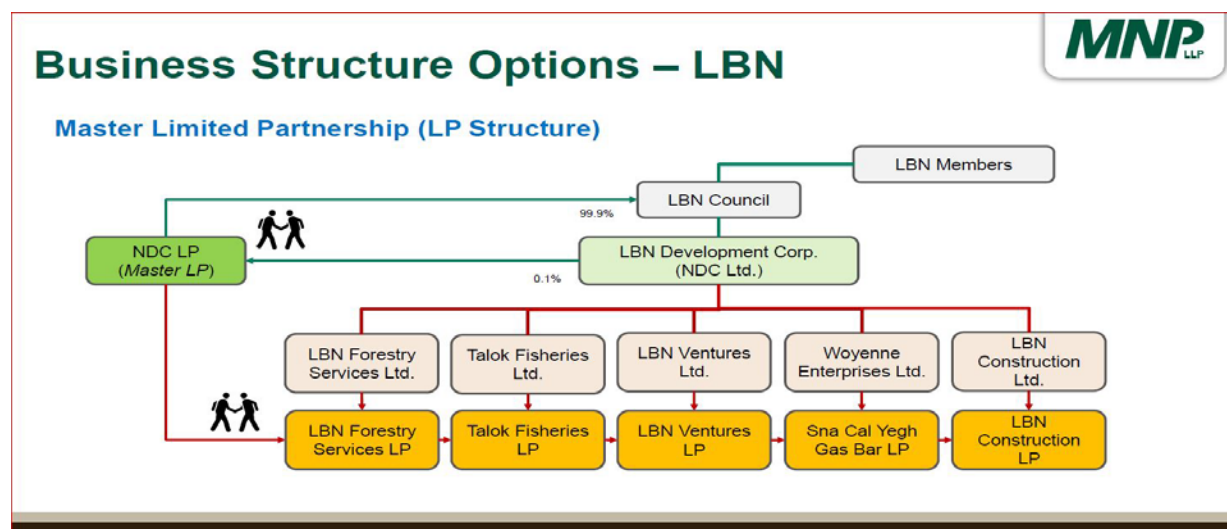 MNP
LLP
Business Structure Options – LBN
Master Limited Partnership (LP Structure)
LBN Members
LBN Council
99.9%
NDC LP
(Master LP)
LBN Development Corp.
(NDC Ltd.)
0.1%
LBN Forestry
Services Ltd.
Talok Fisheries
Ltd.
LBN Ventures
Ltd.
Woyenne
Enterprises Ltd.
LBN
Construction
Ltd.
LBN Forestry
Services LP
Talok Fisheries
LP
LBN Ventures
LP
Sna Cal Yegh
Gas Bar LP
LBN
Construction
LP